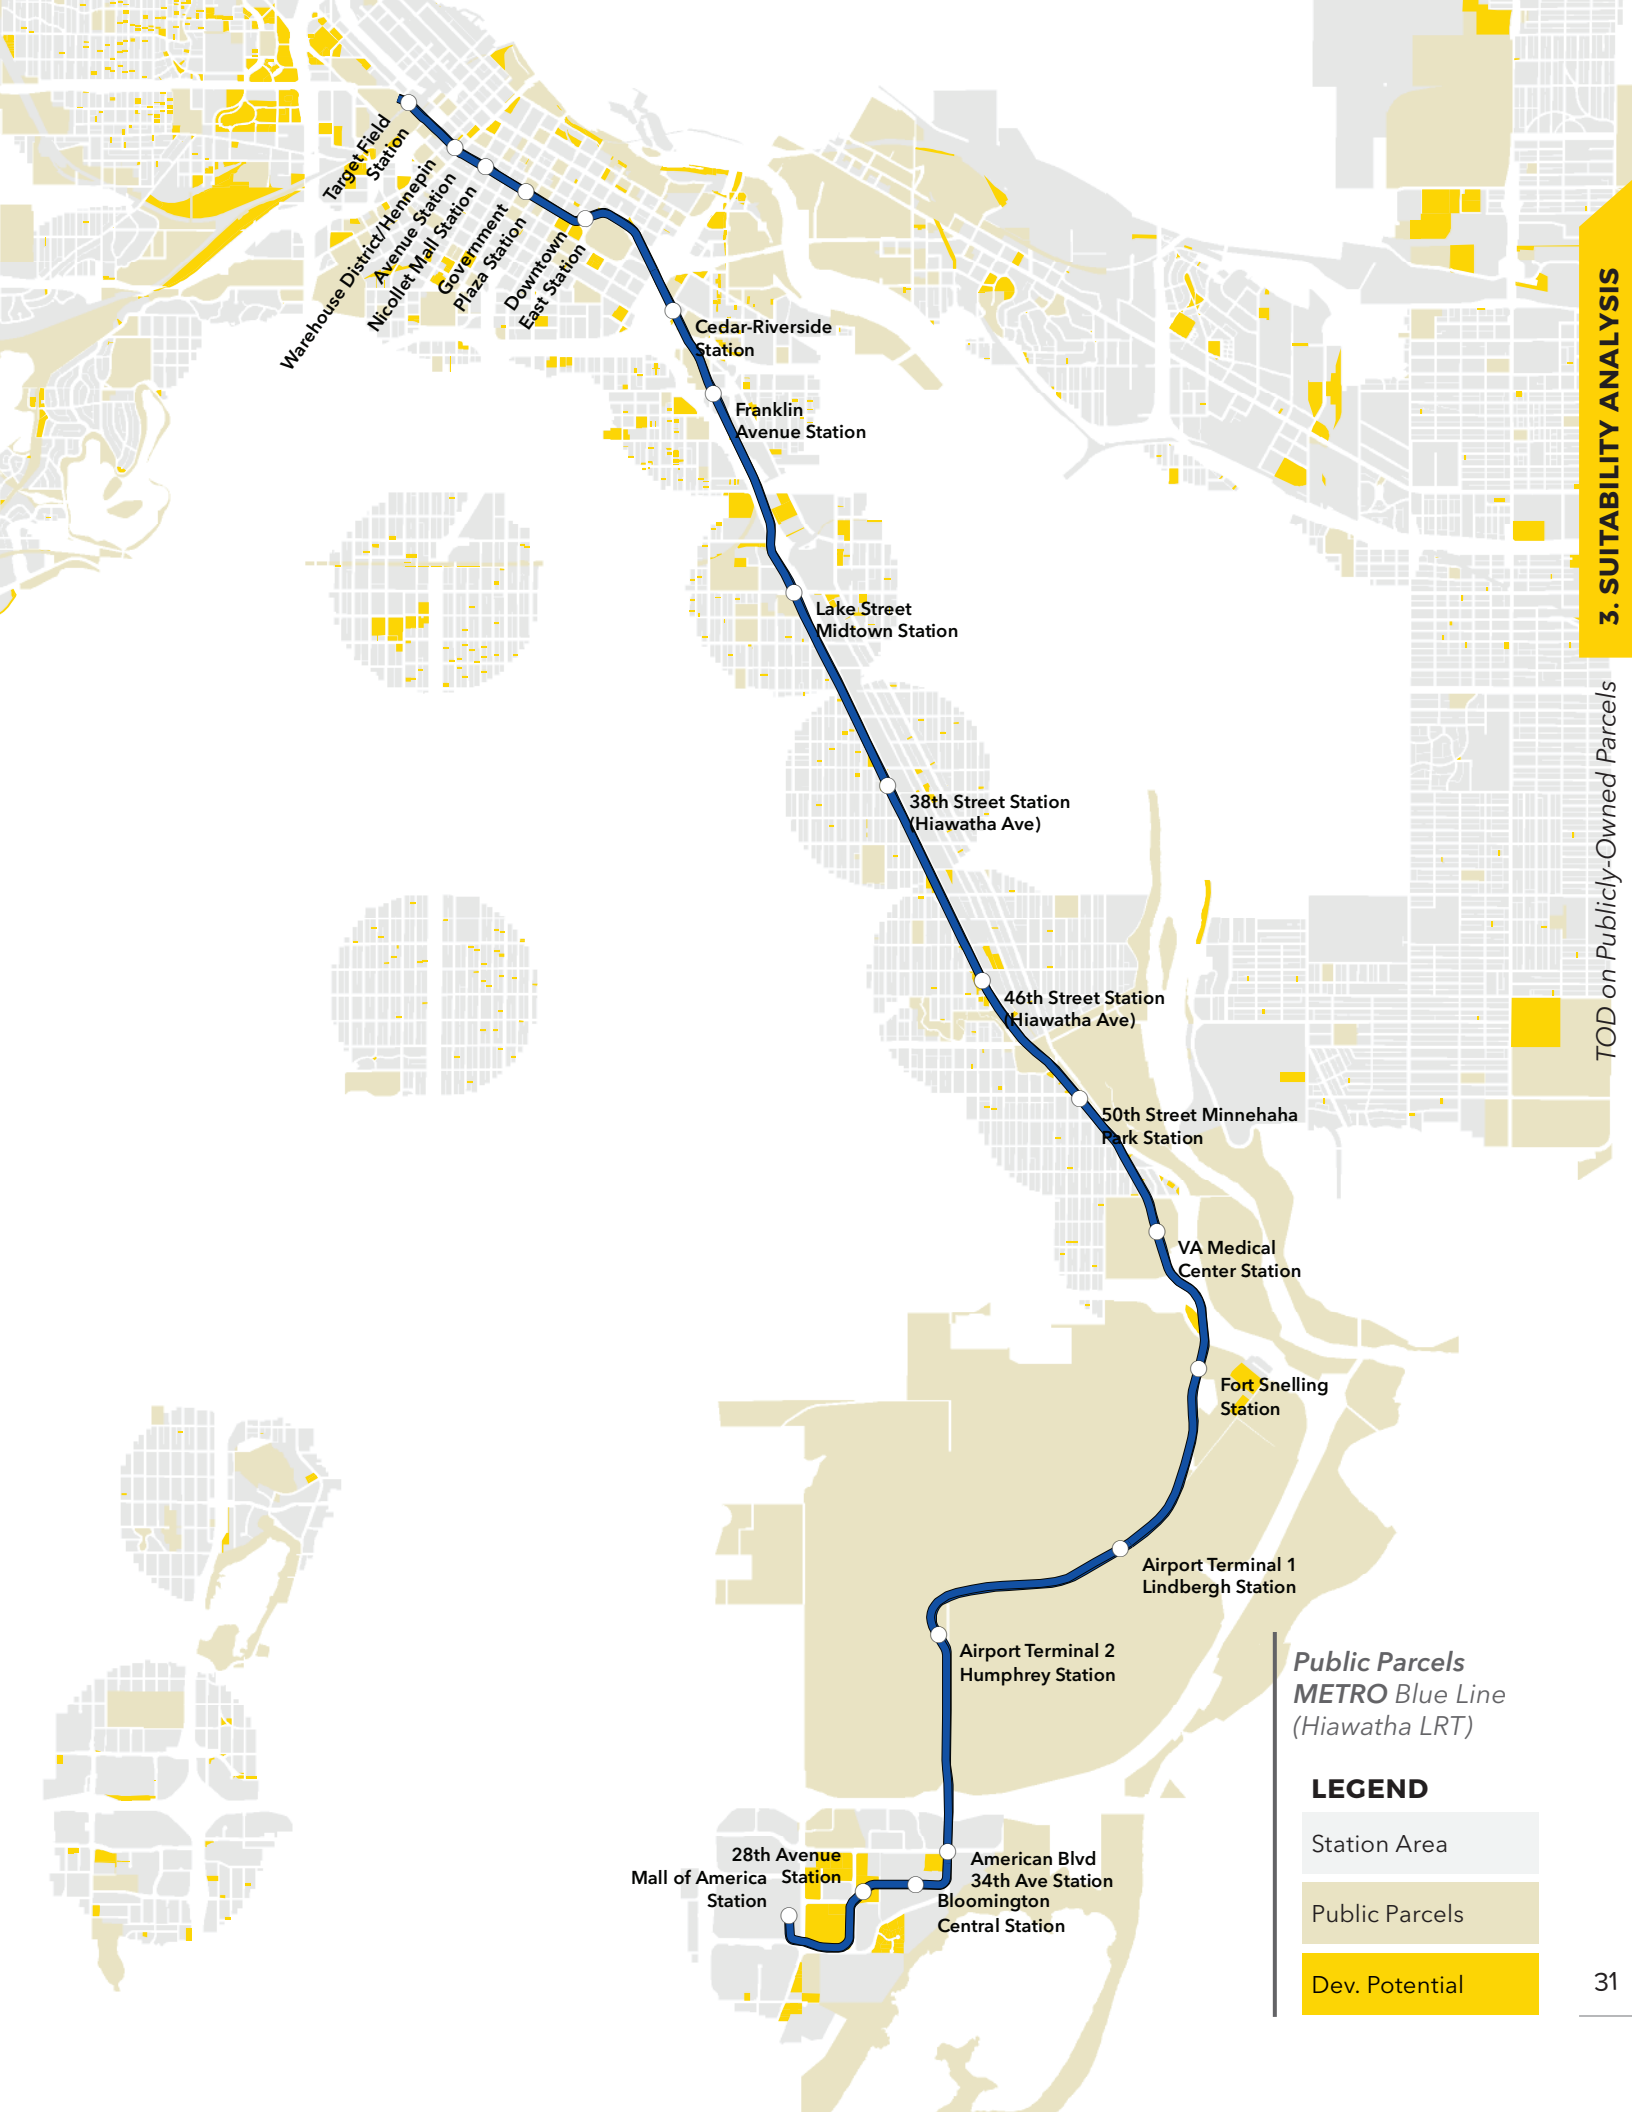 Target Field
Station
Warehouse District/Hennepin
Avenue Station
Nicollet Mall Station
Government
Plaza Station
Downtown
East Station
Cedar-Riverside
Station
Franklin
Avenue Station
Lake Street
Midtown Station
38th Street Station
(Hiawatha Ave)
46th Street Station
(Hiawatha Ave)
50th Street Minnehaha
Park Station
VA Medical
Center Station
Fort Snelling
Station
Airport Terminal 1
Lindbergh Station
Airport Terminal 2
Humphrey Station
American Blvd
34th Ave Station
Bloomington
Central Station
28th Avenue
Station
Mall of America
Station
3. SUITABILITY ANALYSIS
TOD on Publicly-Owned Parcels
Public Parcels
METRO Blue Line
(Hiawatha LRT)
LEGEND
Station Area
Public Parcels
Dev. Potential
31